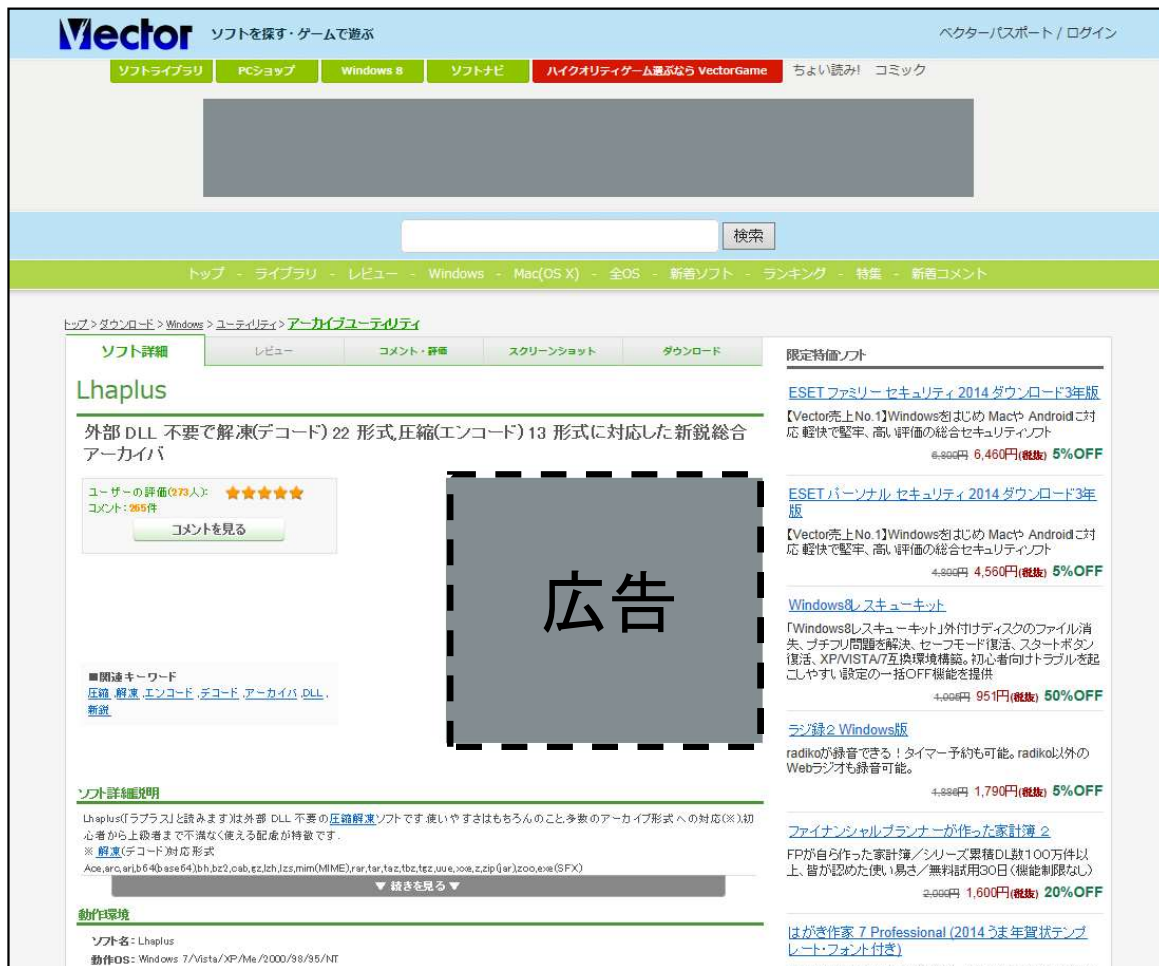 Vector ソフトを探す・ゲームで遊ぶ
ベクターパスポート / ログイン
ソフトライブラリ PCショップ Windows 8 ソフトナビ ハイクオリティゲーム選ぶなら VectorGame ちょい読み! コミック
検索
トップ - ライブラリ - レビュー - Windows - Mac(OS X) - 全OS - 新着ソフト - ランキング - 特集 - 新着コメント
トップ > ダウンロード > Windows > ユーティリティ > アーカイブユーティリティ
ソフト詳細 レビュー コメント・評価 スクリーンショット ダウンロード
Lhaplus
外部 DLL 不要で解凍(デコード) 22 形式,圧縮(エンコード) 13 形式に対応した新鋭総合
アーカイバ
ユーザーの評価(273人): ★★★★★
コメント: 265件
コメントを見る
広告
■関連キーワード
圧縮 ,解凍 ,エンコード ,デコード ,アーカイバ ,DLL ,
新鋭
ソフト詳細説明
Lhaplus(「ラプラス」と読みます)は外部 DLL 不要の圧縮解凍ソフトです.使いやすさはもちろんのこと,多数のアーカイブ形式への対応(※),初
心者から上級者まで不満なく使える配慮が特徴です.
※ 解凍(デコード)対応形式
Ace,arc,arj,b64(base64),bh,bz2,cab,gz,lzh,lzs,mim(MIME),rar,tar,taz,tbz,tgz,uue,xxe,z,zip(jar),zoo,exe(SFX)
▼ 続きを見る ▼
動作環境
ソフト名: Lhaplus
動作OS: Windows 7/Vista/XP/Me/2000/98/95/NT
限定特価ソフト
ESET ファミリー セキュリティ 2014 ダウンロード3年版
【Vector売上No.1】Windowsをはじめ Macや Androidに対
応 軽快で堅牢、高い評価の総合セキュリティソフト
6,800円 6,460円(税抜) 5%OFF
ESET パーソナル セキュリティ 2014 ダウンロード3年
版
【Vector売上No.1】Windowsをはじめ Macや Androidに対
応 軽快で堅牢、高い評価の総合セキュリティソフト
4,800円 4,560円(税抜) 5%OFF
Windows8レスキューキット
「Windows8レスキューキット」外付けディスクのファイル消
失、プチフリ問題を解決、セーフモード復活、スタートボタン
復活、XP/VISTA/7互換環境構築。初心者向けトラブルを起
こしやすい設定の一括OFF機能を提供
951円(税抜) 50%OFF
ラジ録2 Windows版
radikoが録音できる！タイマー予約も可能。radiko以外の
Webラジオも録音可能。
1,790円(税抜) 5%OFF
ファイナンシャルプランナーが作った家計簿 2
FPが自ら作った家計簿／シリーズ累積DL数100万件以
上、皆が認めた使い易さ／無料試用30日（機能制限なし）
2,000円 1,600円(税抜) 20%OFF
はがき作家 7 Professional (2014 うま年賀状テンプ
レート・フォント付き)